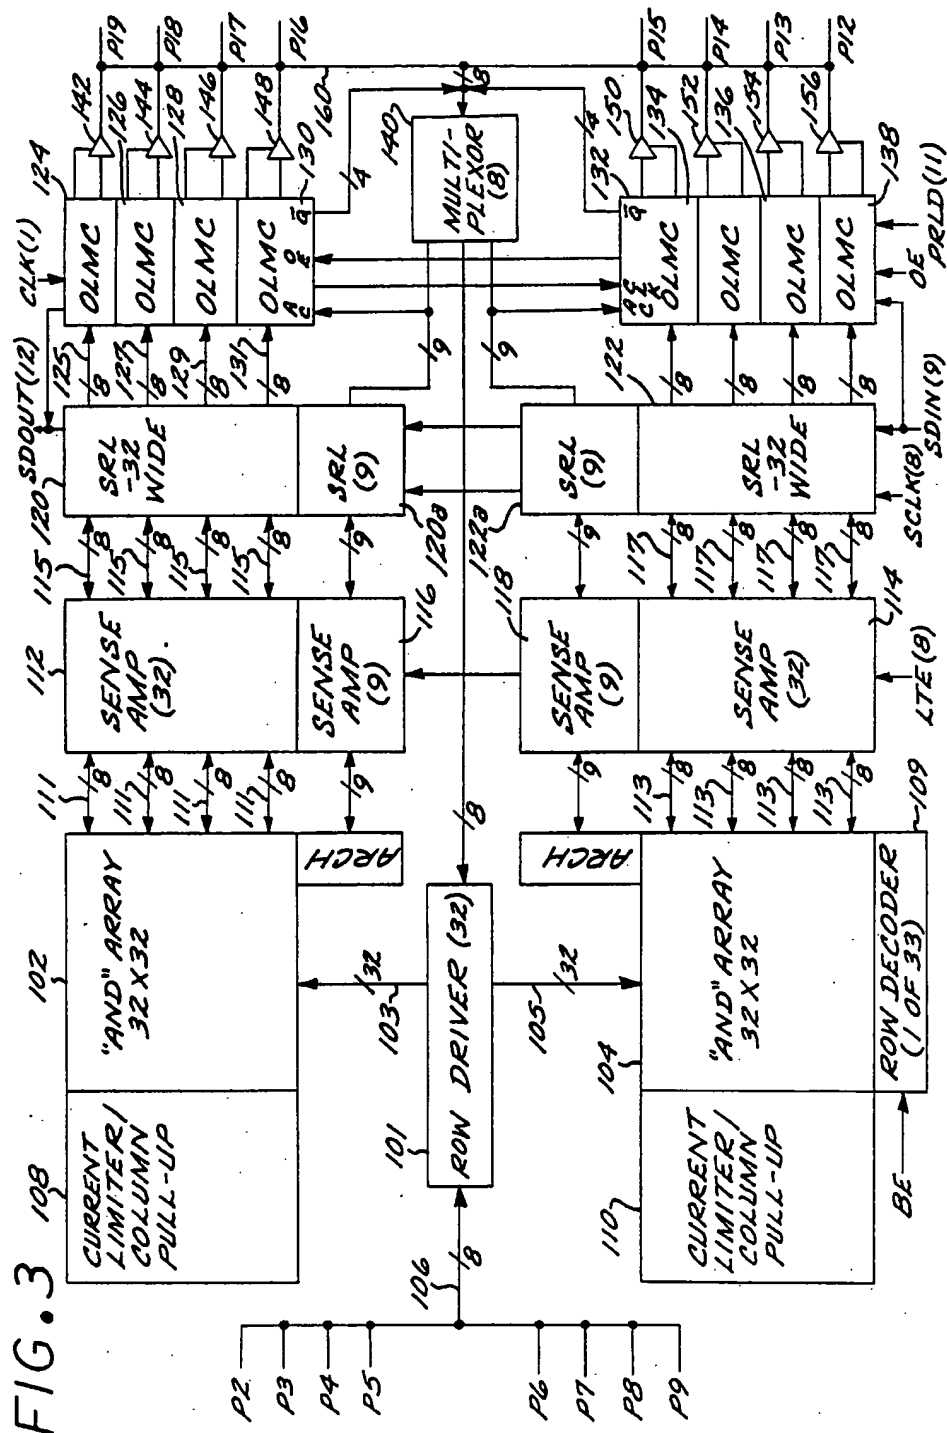 FIG. 3
108
CURRENT
LIMITER/
COLUMN
PULL-UP
102
"AND" ARRAY
32 X 32
ARCH
111
8
111
8
111
8
111
8
9
112
SENSE
AMP
(32)
SENSE
AMP
(9)
116
115
8
115
8
115
8
115
8
9
120
SDOUT(12)
SRL
-32
WIDE
SRL
(9)
120a
125
8
127
8
129
8
131
8
9
CLK(1)
124
OLMC
OLMC
OLMC
OLMC
AC
OE
Q̅
142
126
144
128
146
148
130
160
4
P19
P18
P17
P16
P2
P3
P4
P5
P6
P7
P8
P9
106
8
101
ROW DRIVER (32)
103
32
105
32
8
140
MULTI-
PLEXOR
(8)
8
110
CURRENT
LIMITER/
COLUMN
PULL-UP
104
"AND" ARRAY
32 X 32
ARCH
BE
ROW DECODER
(1 OF 33)
109
9
113
8
113
8
113
8
113
8
118
SENSE
AMP
(9)
SENSE
AMP
(32)
114
LTE(8)
9
117
8
117
8
117
8
117
8
122a
SRL
(9)
SRL
-32
WIDE
122
SCLK(8)
SDIN(9)
9
8
8
8
8
AC
CLK
Q̅
OLMC
OLMC
OLMC
OLMC
132
138
OE
PRLD(11)
4
150
134
152
136
154
156
P15
P14
P13
P12